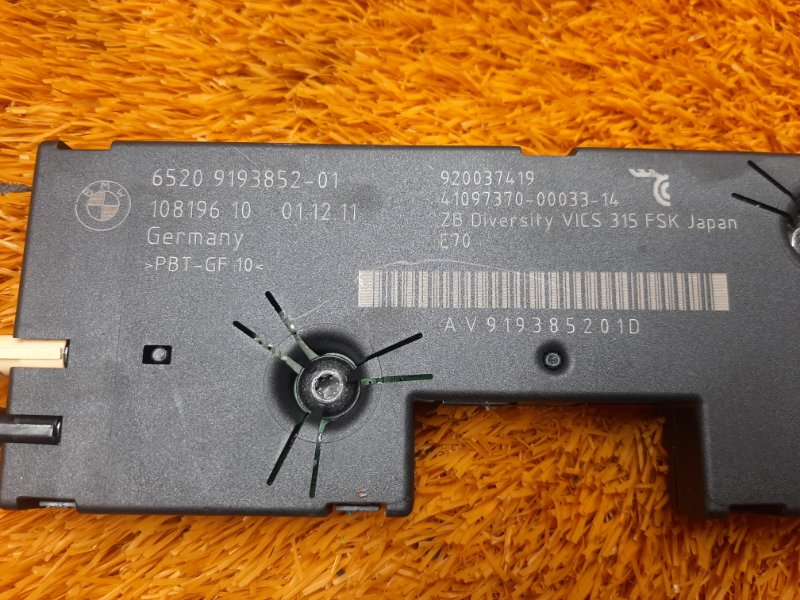 BMW
6520 9193852-01
108196 10 01.12.11
Germany
>PBT-GF 10<
920037419
41097370-00033-14
ZB Diversity VICS 315 FSK Japan
E70
AV919385201D